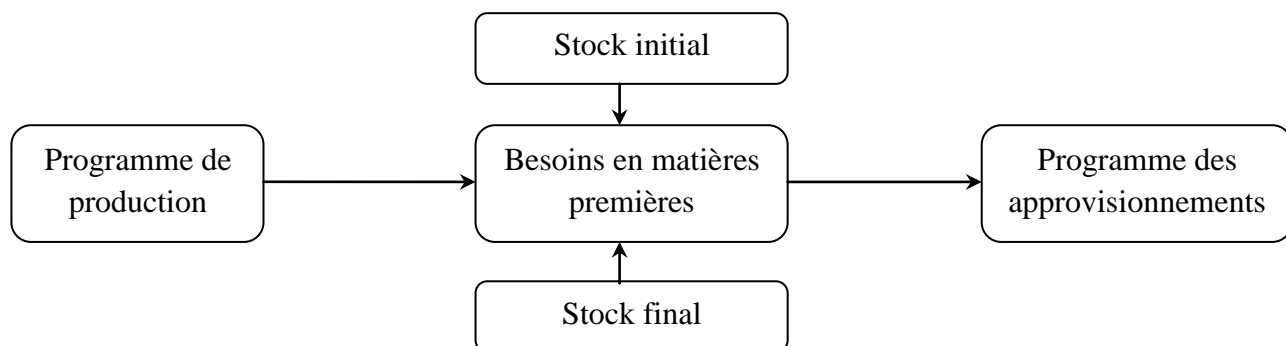 Stock initial
Programme de
production
Besoins en matières
premières
Programme des
approvisionnements
Stock final